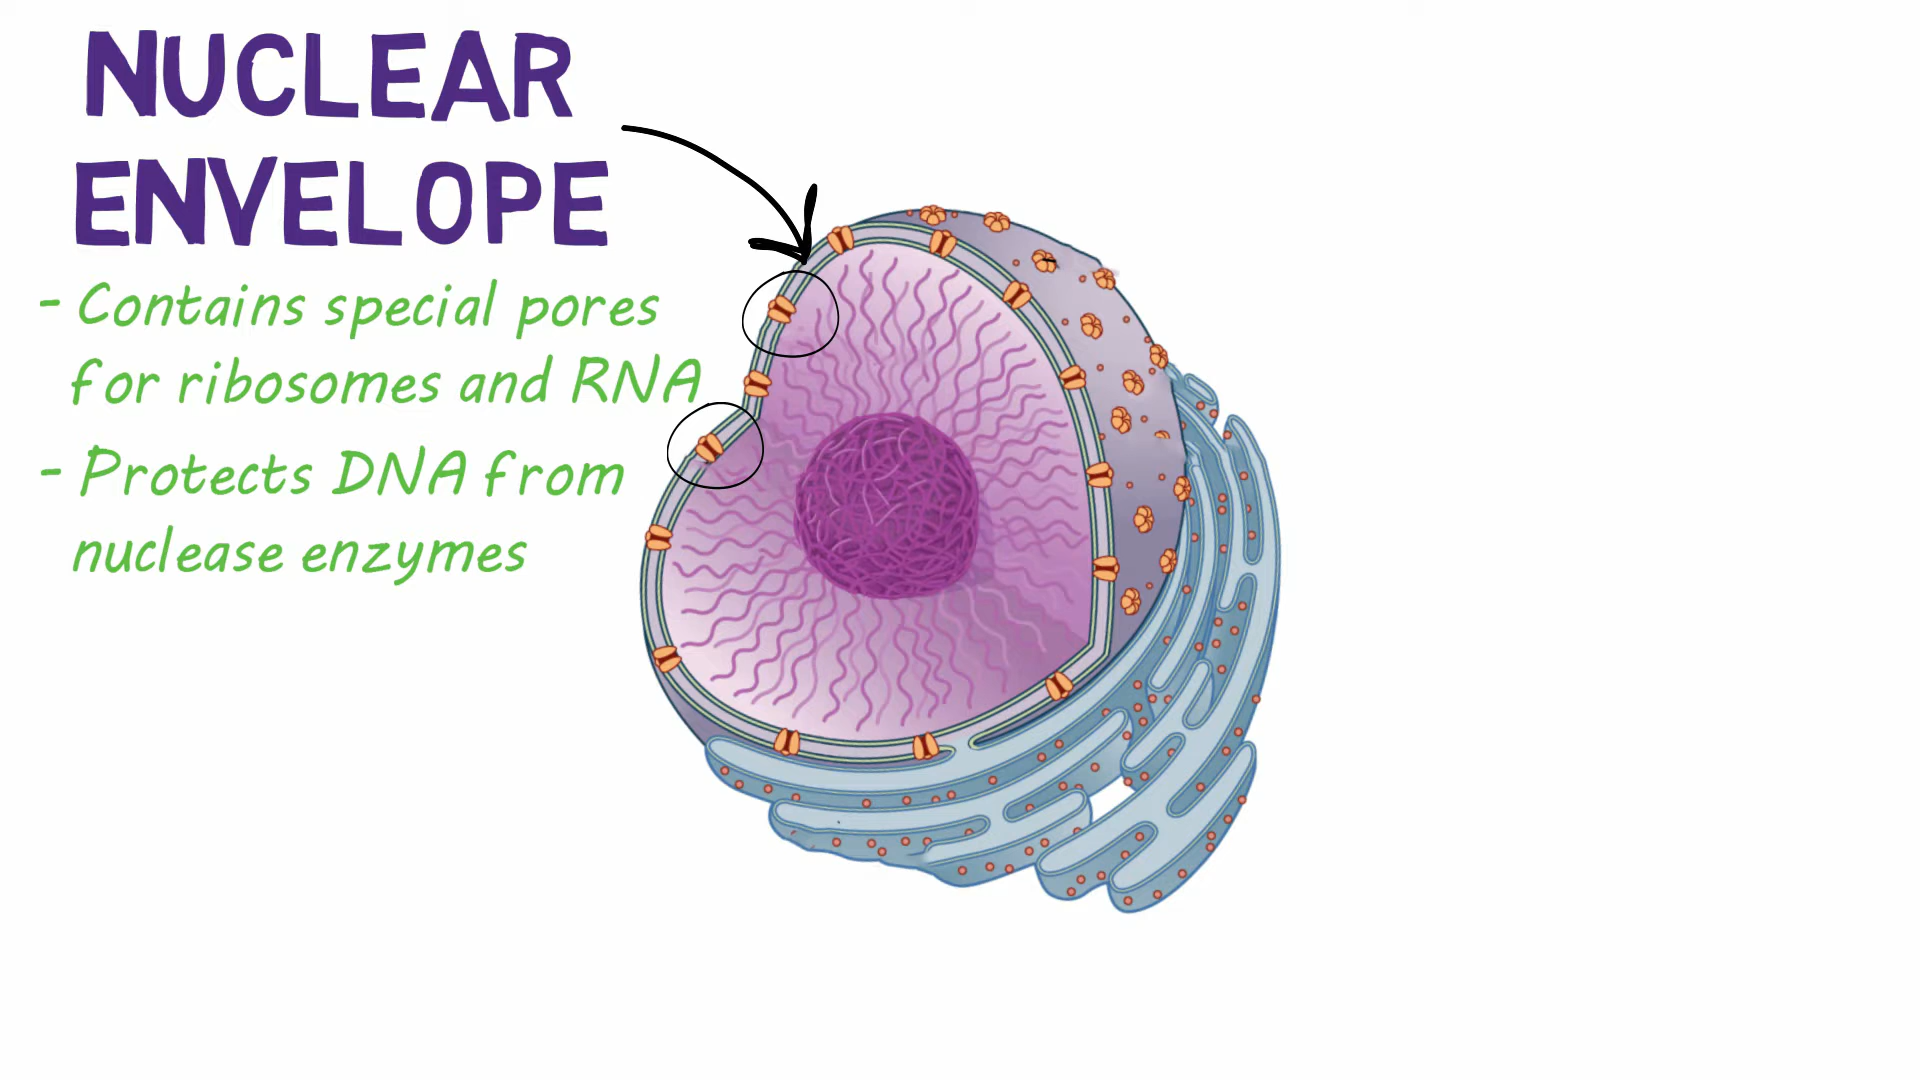 NUCLEAR
ENVELOPE
- Contains special pores
for ribosomes and RNA
- Protects DNA from
nuclease enzymes